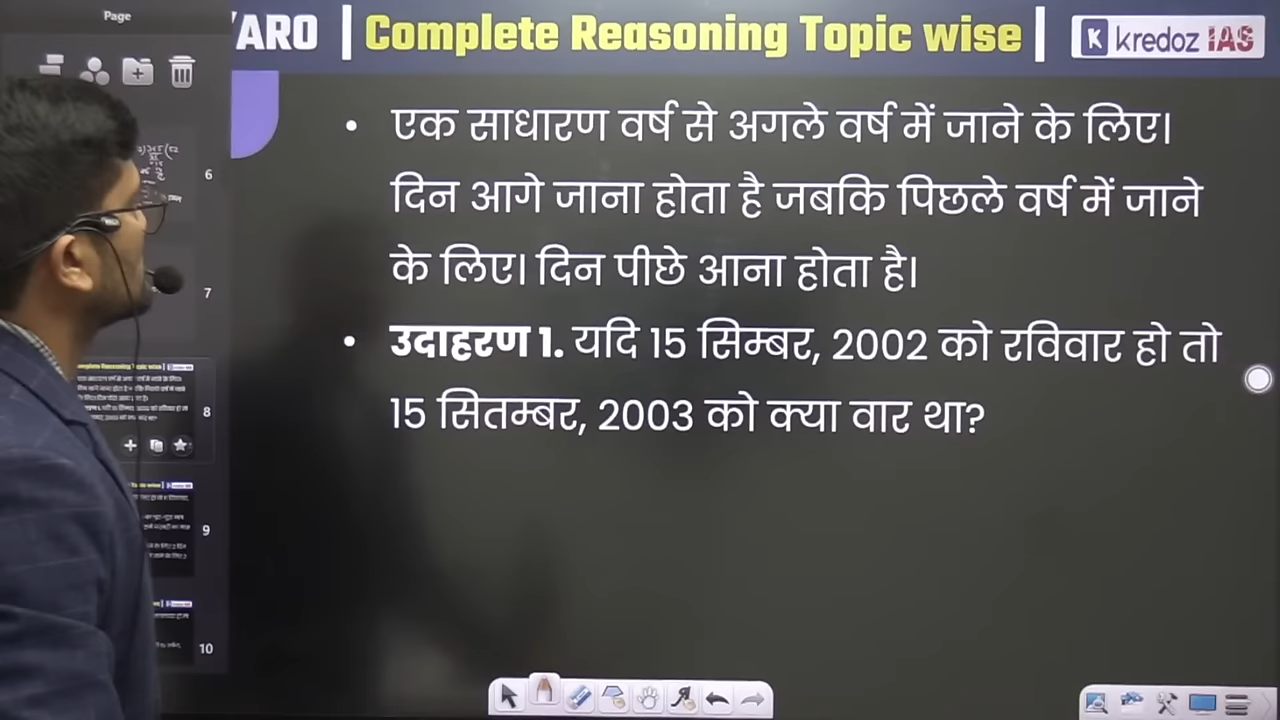 Page
YARO | Complete Reasoning Topic wise |
K kredoz IAS
• एक साधारण वर्ष से अगले वर्ष में जाने के लिए।
दिन आगे जाना होता है जबकि पिछले वर्ष में जाने
के लिए। दिन पीछे आना होता है।
• उदाहरण 1. यदि 15 सिम्बर, 2002 को रविवार हो तो
15 सितम्बर, 2003 को क्या वार था?
6
7
8
9
10